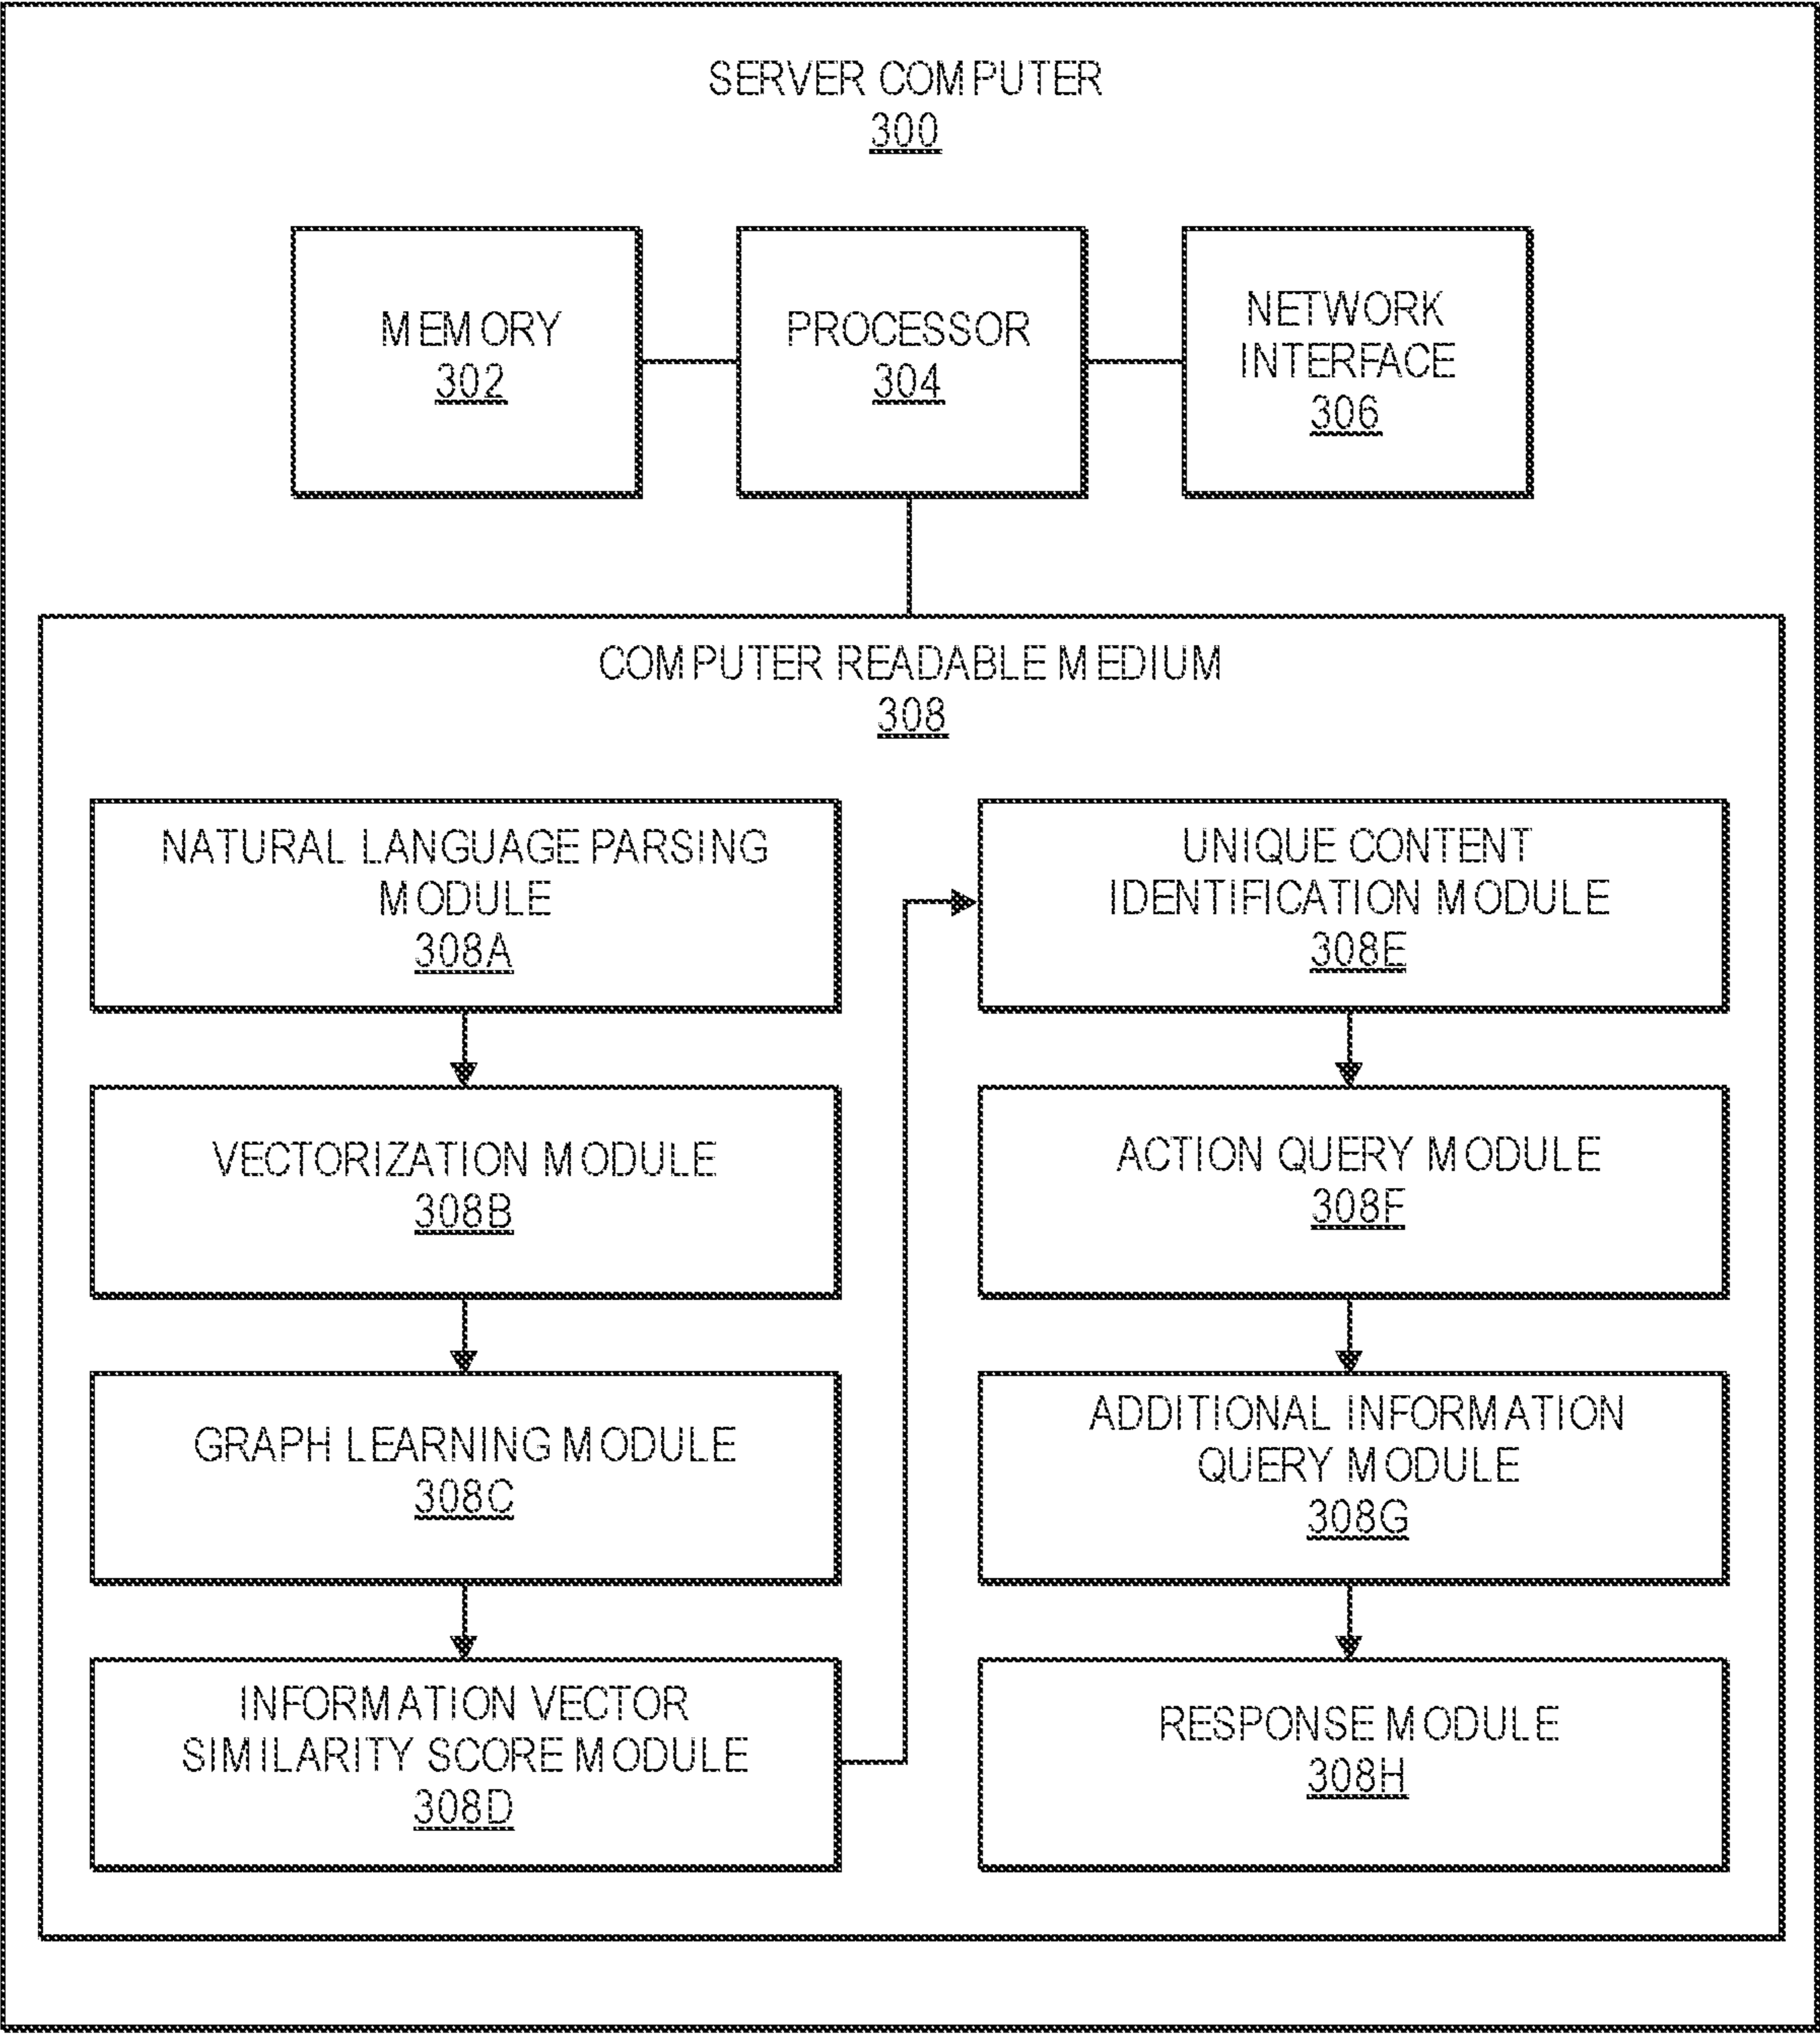 SERVER COMPUTER
300
MEMORY
302
PROCESSOR
304
NETWORK
INTERFACE
306
COMPUTER READABLE MEDIUM
308
NATURAL LANGUAGE PARSING
MODULE
308A
VECTORIZATION MODULE
308B
GRAPH LEARNING MODULE
308C
INFORMATION VECTOR
SIMILARITY SCORE MODULE
308D
UNIQUE CONTENT
IDENTIFICATION MODULE
308E
ACTION QUERY MODULE
308F
ADDITIONAL INFORMATION
QUERY MODULE
308G
RESPONSE MODULE
308H